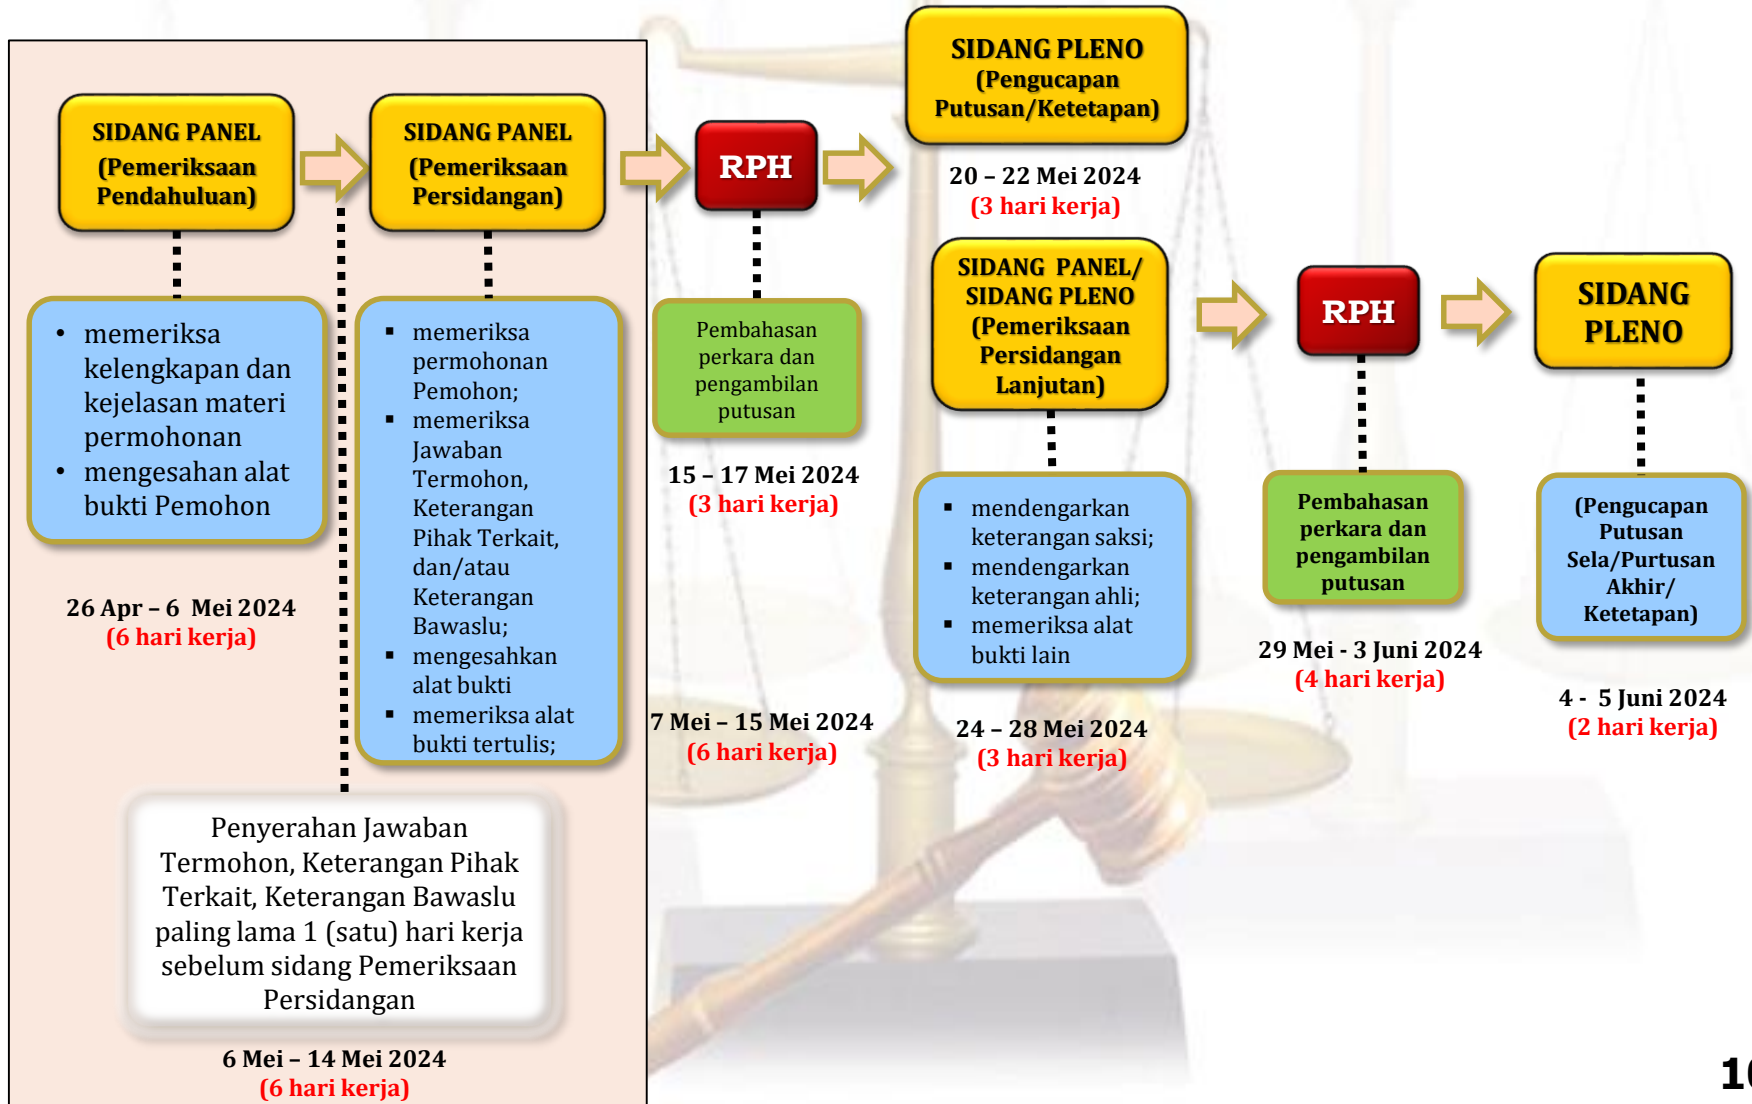 SIDANG PANEL
(Pemeriksaan
Pendahuluan)
• memeriksa
kelengkapan dan
kejelasan materi
permohonan
• mengesahan alat
bukti Pemohon
26 Apr – 6 Mei 2024
(6 hari kerja)
SIDANG PANEL
(Pemeriksaan
Persidangan)
▪ memeriksa
permohonan
Pemohon;
▪ memeriksa
Jawaban
Termohon,
Keterangan
Pihak Terkait,
dan/atau
Keterangan
Bawaslu;
▪ mengesahkan
alat bukti
▪ memeriksa alat
bukti tertulis;
7 Mei – 15 Mei 2024
(6 hari kerja)
Penyerahan Jawaban
Termohon, Keterangan Pihak
Terkait, Keterangan Bawaslu
paling lama 1 (satu) hari kerja
sebelum sidang Pemeriksaan
Persidangan
6 Mei – 14 Mei 2024
(6 hari kerja)
RPH
Pembahasan
perkara dan
pengambilan
putusan
15 – 17 Mei 2024
(3 hari kerja)
SIDANG PLENO
(Pengucapan
Putusan/Ketetapan)
20 – 22 Mei 2024
(3 hari kerja)
SIDANG PANEL/
SIDANG PLENO
(Pemeriksaan
Persidangan
Lanjutan)
▪ mendengarkan
keterangan saksi;
▪ mendengarkan
keterangan ahli;
▪ memeriksa alat
bukti lain
24 – 28 Mei 2024
(3 hari kerja)
RPH
Pembahasan
perkara dan
pengambilan
putusan
29 Mei - 3 Juni 2024
(4 hari kerja)
SIDANG
PLENO
(Pengucapan
Putusan
Sela/Purtusan
Akhir/
Ketetapan)
4 - 5 Juni 2024
(2 hari kerja)